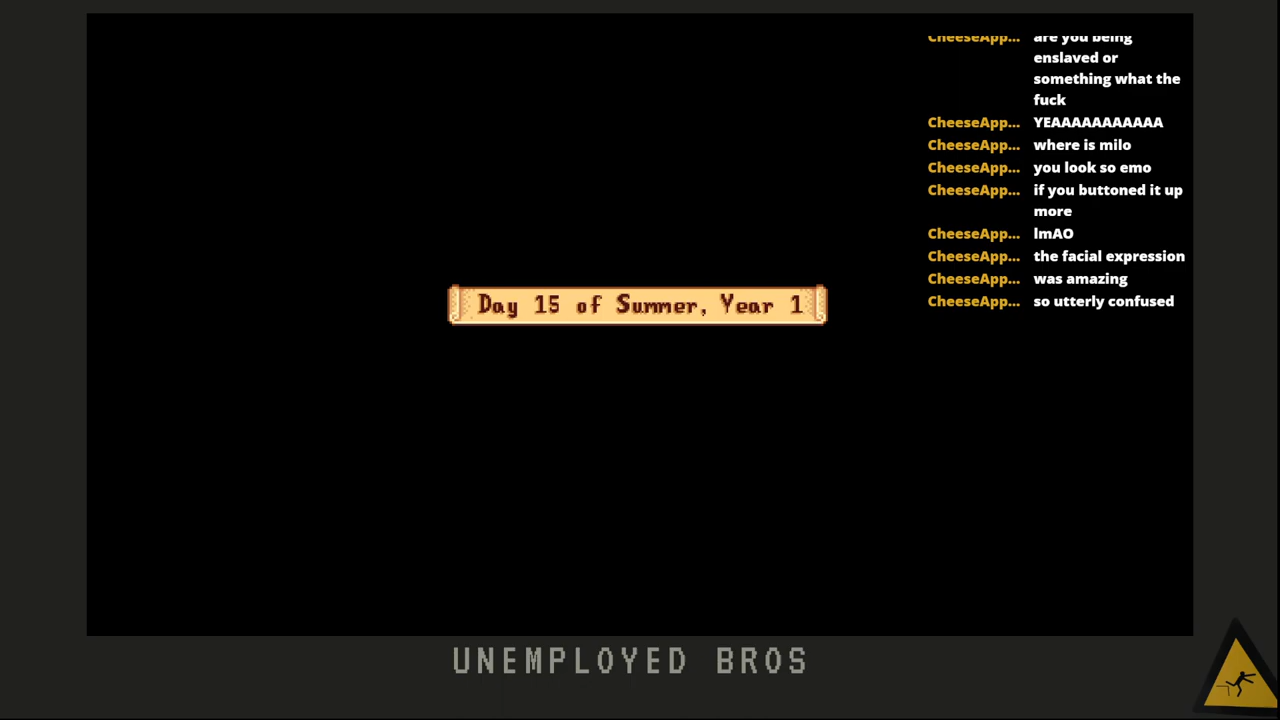 CheeseApp... are you being
enslaved or
something what the
fuck
CheeseApp... YEAAAAAAAAAAA
CheeseApp... where is milo
CheeseApp... you look so emo
CheeseApp... if you buttoned it up
more
CheeseApp... lmAO
CheeseApp... the facial expression
CheeseApp... was amazing
CheeseApp... so utterly confused
Day 15 of Summer, Year 1
UNEMPLOYED BROS